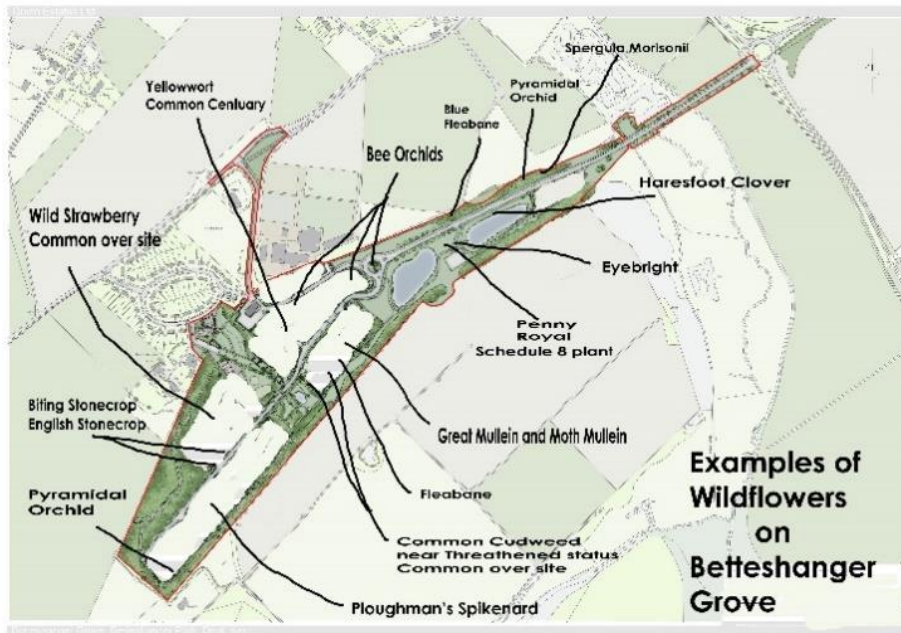 Spergula Morisonii
Yellowwort
Common Centuary
Pyramidal
Orchid
Blue
Fleabane
Bee Orchids
Haresfoot Clover
Wild Strawberry
Common over site
Eyebright
Penny
Royal
Schedule 8 plant
Biting Stonecrop
English Stonecrop
Great Mullein and Moth Mullein
Pyramidal
Orchid
Fleabane
Common Cudweed
near Threathened status
Common over site
Ploughman's Spikenard
Examples of
Wildflowers
on
Betteshanger
Grove